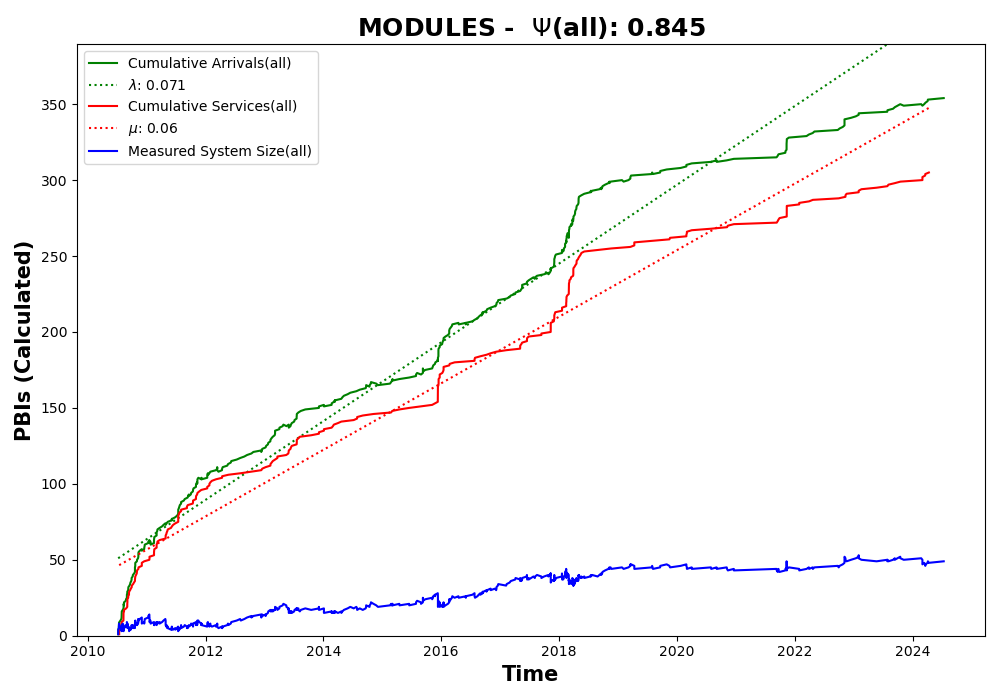 MODULES - Ψ(all): 0.845
Cumulative Arrivals(all)
λ: 0.071
Cumulative Services(all)
μ: 0.06
Measured System Size(all)
PBIs (Calculated)
350
300
250
200
150
100
50
0
2010 2012 2014 2016 2018 2020 2022 2024
Time